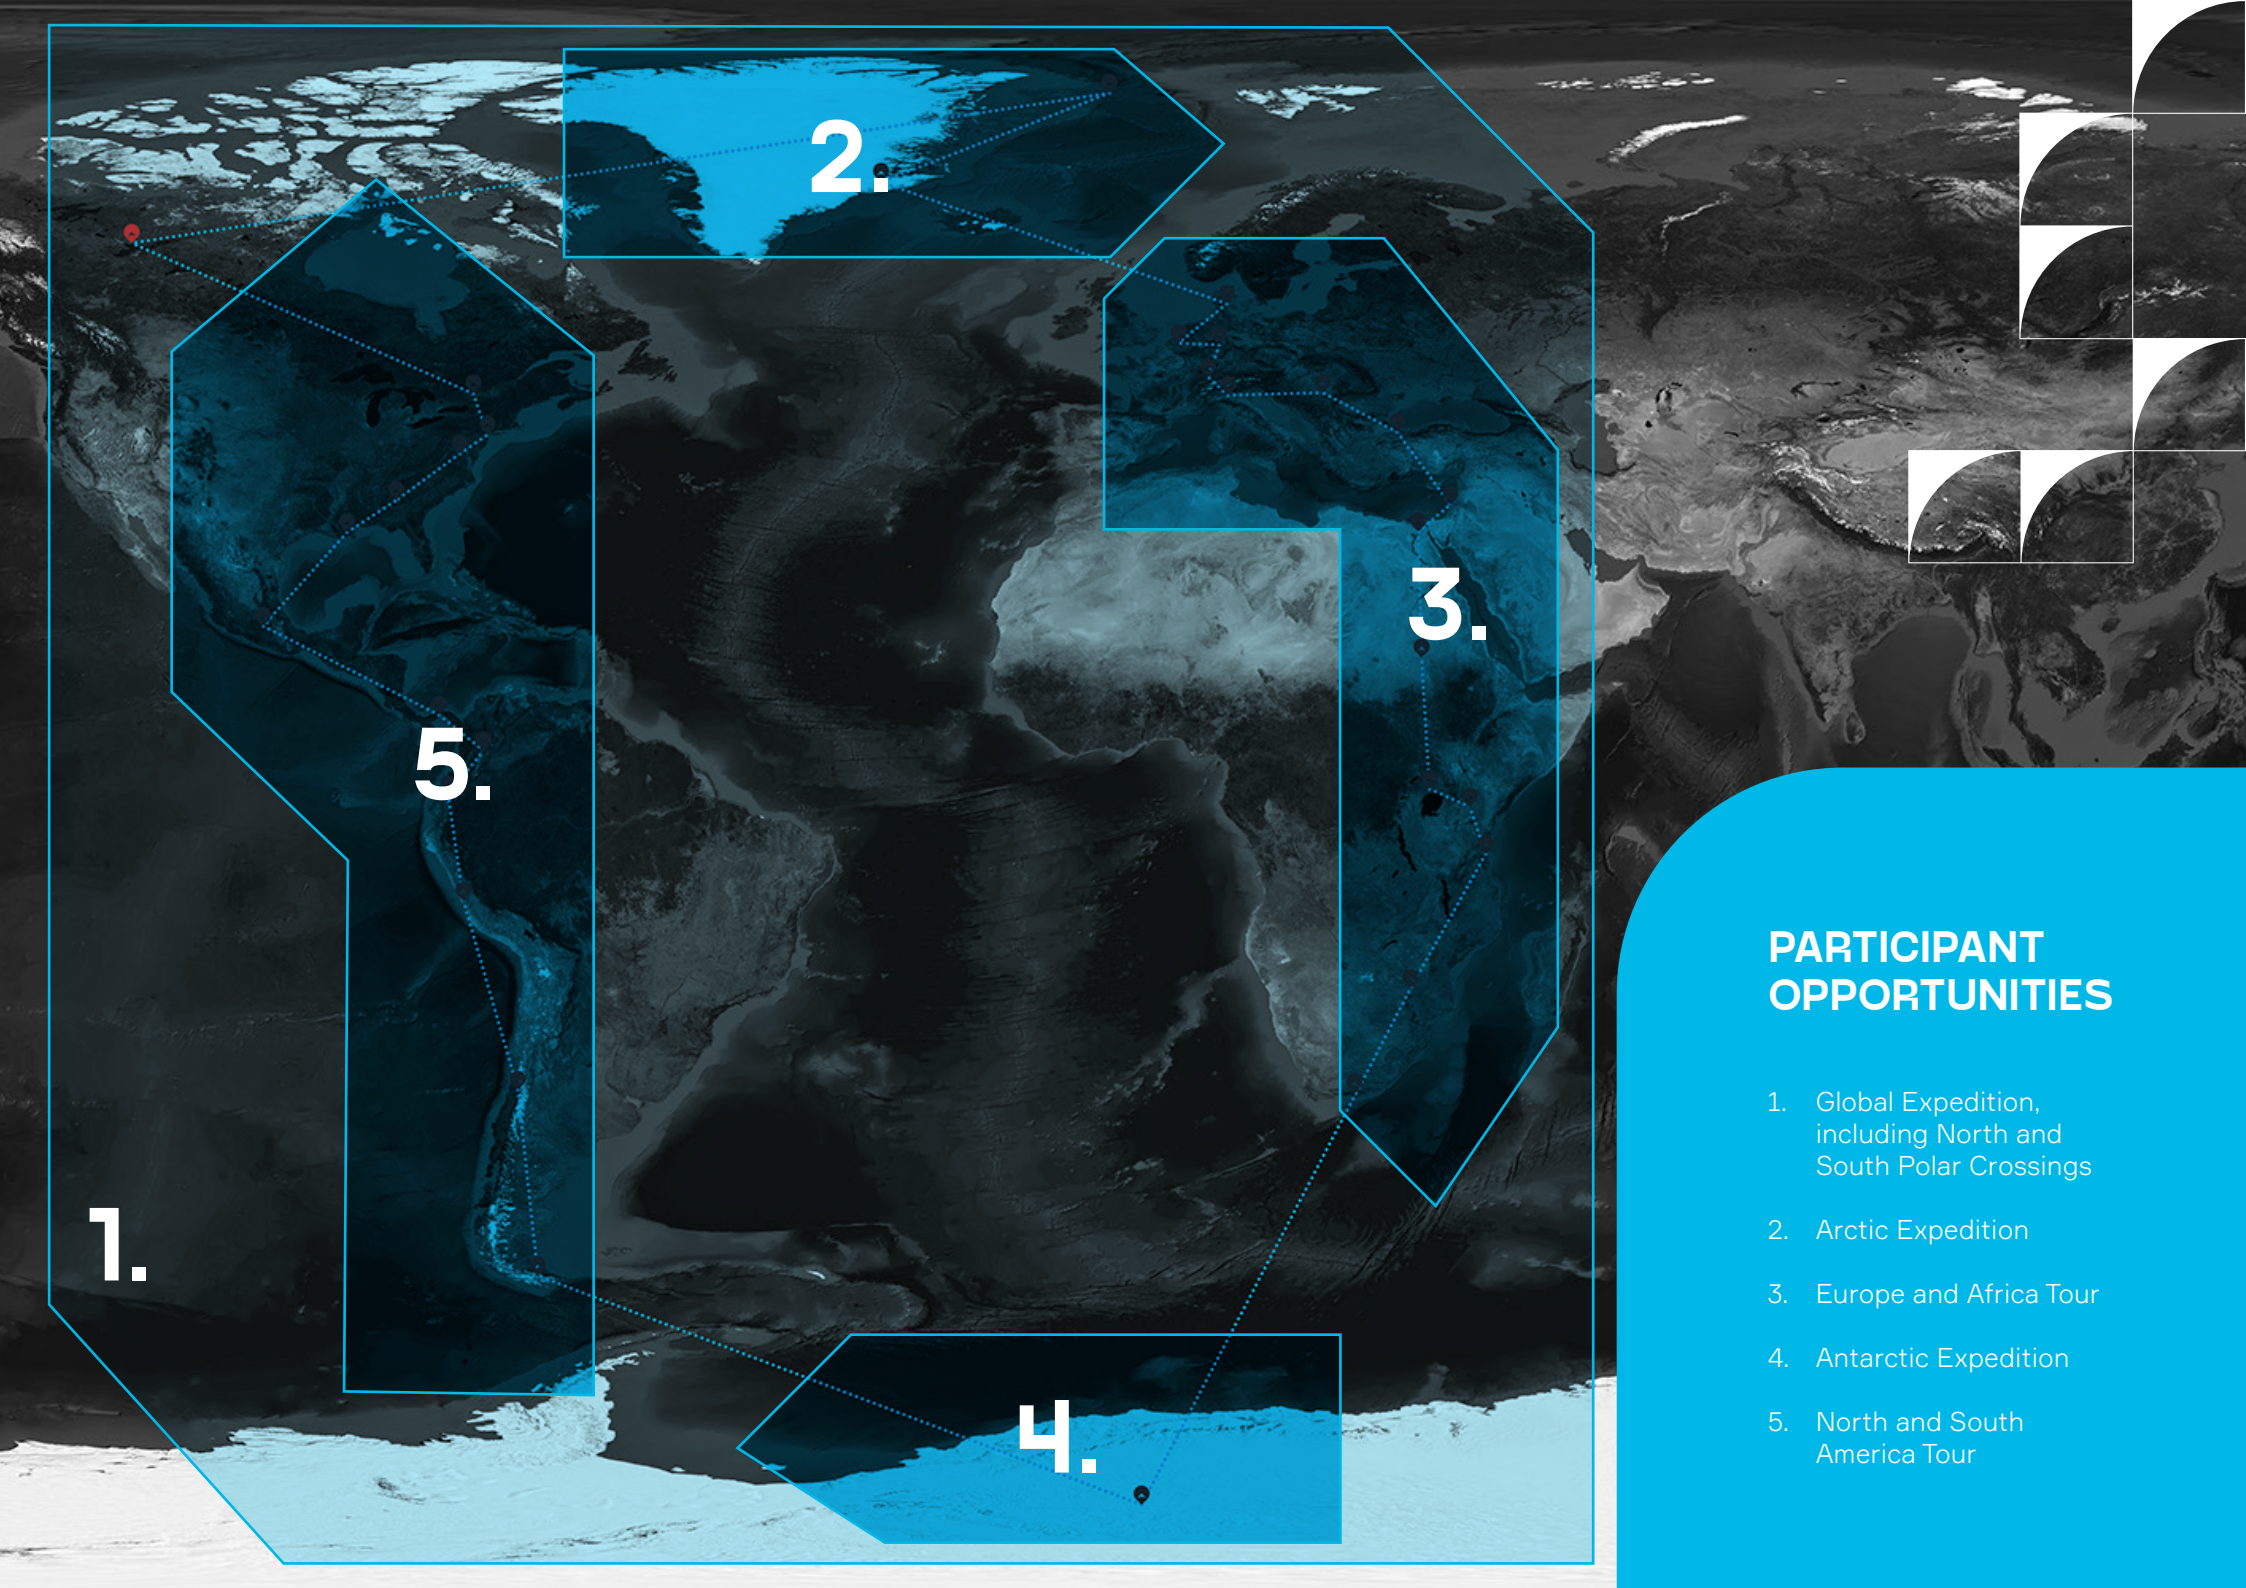 2.
3.
5.
1.
4.
PARTICIPANT
OPPORTUNITIES
1. Global Expedition,
including North and
South Polar Crossings
2. Arctic Expedition
3. Europe and Africa Tour
4. Antarctic Expedition
5. North and South
America Tour